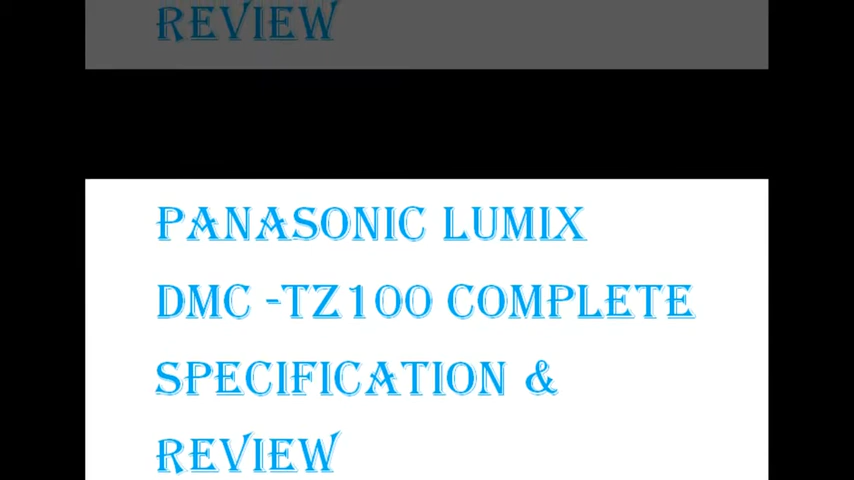 REVIEW
PANASONIC LUMIX
DMC -TZ100 COMPLETE
SPECIFICATION &
REVIEW